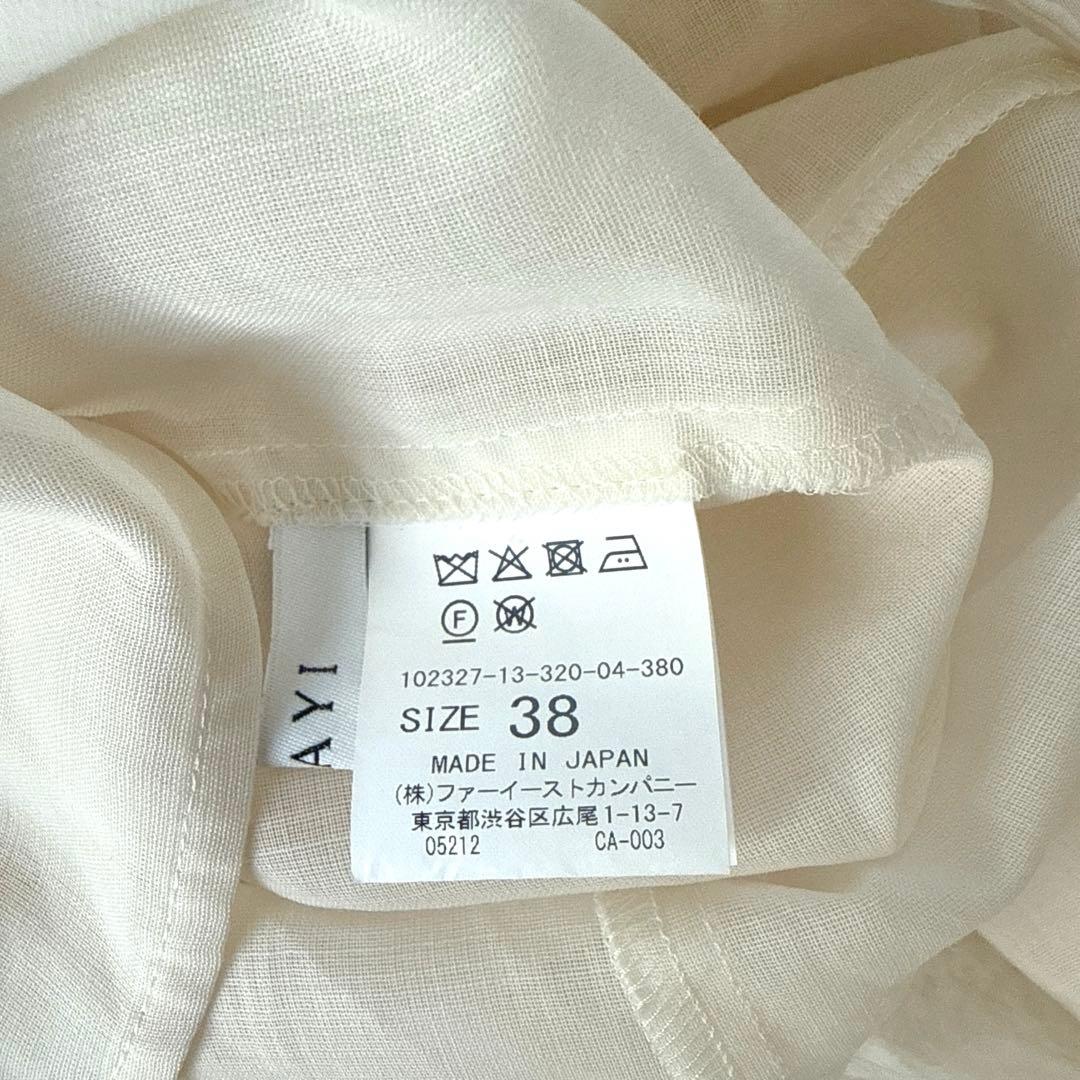 F W
102327-13-320-04-380
SIZE 38
MADE IN JAPAN
(株)ファーイーストカンパニー
東京都渋谷区広尾1-13-7
05212 CA-003
AYI